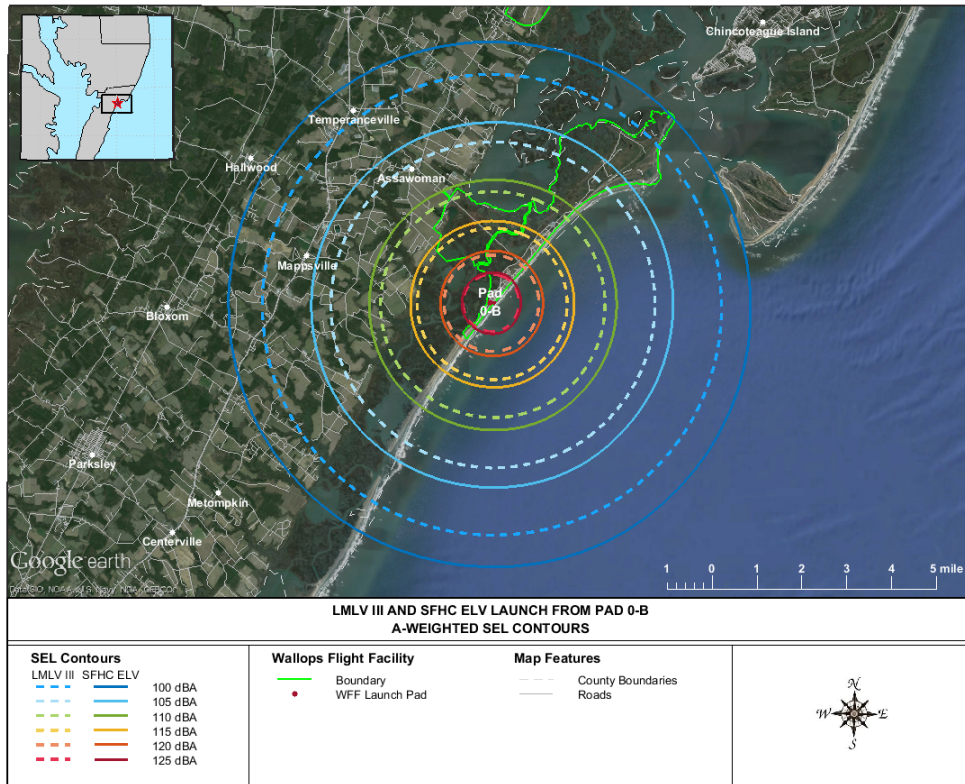 Chincoteague Island
Temperanceville
Hallwood
Assawoman
Mappsville
Bloxom
Pad
0-B
Parksley
Metompkin
Centerville
Google earth
1 mile 0 1 2 3 4 5 mile
LMLV III AND SFHC ELV LAUNCH FROM PAD 0-B
A-WEIGHTED SEL CONTOURS
SEL Contours
LMLV III SFHC ELV
100 dBA
105 dBA
110 dBA
115 dBA
120 dBA
125 dBA
Wallops Flight Facility
Boundary
WFF Launch Pad
Map Features
County Boundaries
Roads
N
W E
S